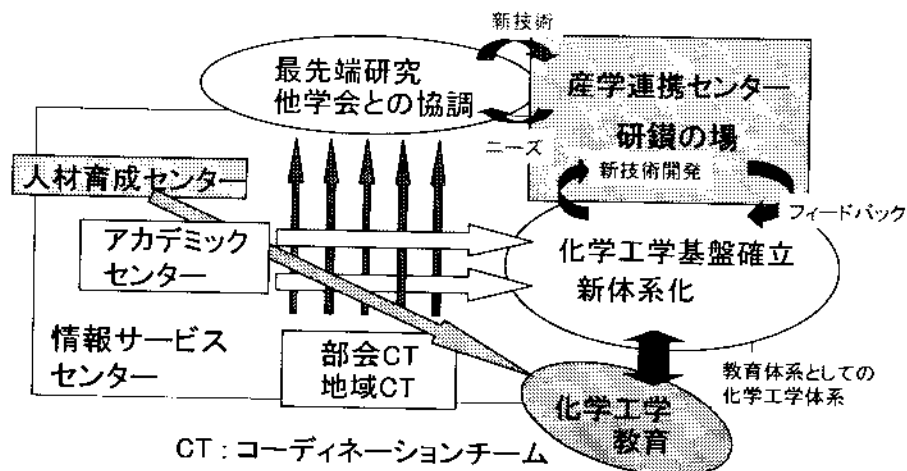 新技術
最先端研究
他学会との協調
産学連携センター
研鑽の場
ニーズ
新技術開発
人材育成センター
フィードバック
アカデミック
センター
化学工学基盤確立
新体系化
情報サービス
センター
部会CT
地域CT
教育体系としての
化学工学体系
化学工学
教育
CT：コーディネーションチーム